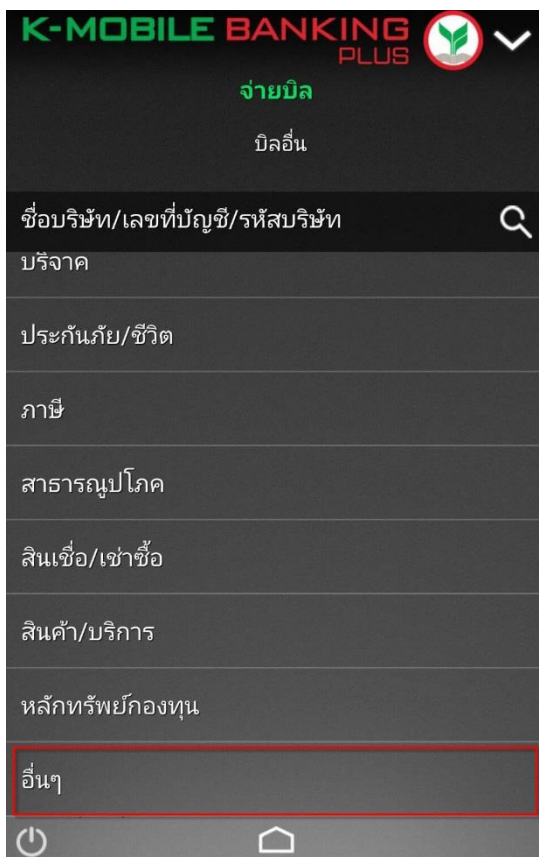 K-MOBILE BANKING
PLUS
จ่ายบิล
บิลอื่น
ชื่อบริษัท/เลขที่บัญชี/รหัสบริษัท
บริจาค
ประกันภัย/ชีวิต
ภาษี
สาธารณูปโภค
สินเชื่อ/เช่าซื้อ
สินค้า/บริการ
หลักทรัพย์กองทุน
อื่นๆ